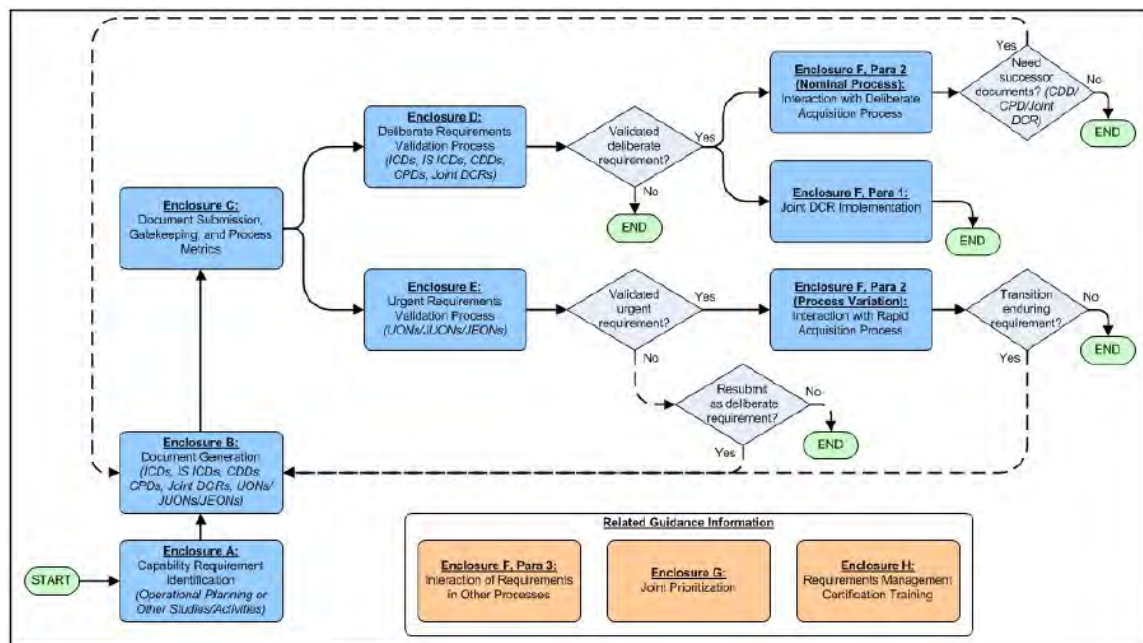 Yes
Need
successor
documents? (CDD/
CPD/Joint
DCR)
No
END
Enclosure F, Para 2
(Nominal Process):
Interaction with Deliberate
Acquisition Process
Enclosure D:
Deliberate Requirements
Validation Process
(ICDs, IS ICDs, CDDs,
CPDs, Joint DCRs)
Validated
deliberate
requirement?
Yes
No
END
Enclosure F, Para 1:
Joint DCR Implementation
END
Enclosure C:
Document Submission,
Gatekeeping, and Process
Metrics
Enclosure E:
Urgent Requirements
Validation Process
(UONs/JUONs/JEONs)
Validated
urgent
requirement?
Yes
No
Enclosure F, Para 2
(Process Variation):
Interaction with Rapid
Acquisition Process
Transition
enduring
requirement?
No
END
Yes
Resubmit
as deliberate
requirement?
No
END
Yes
Enclosure B:
Document Generation
(ICDs, IS ICDs, CDDs
CPDs, Joint DCRs, UONs/
JUONs/JEONs)
START
Enclosure A:
Capability Requirement
Identification
(Operational Planning or
Other Studies/Activities)
Related Guidance Information
Enclosure F, Para 3:
Interaction of Requirements
in Other Processes
Enclosure G:
Joint Prioritization
Enclosure H:
Requirements Management
Certification Training